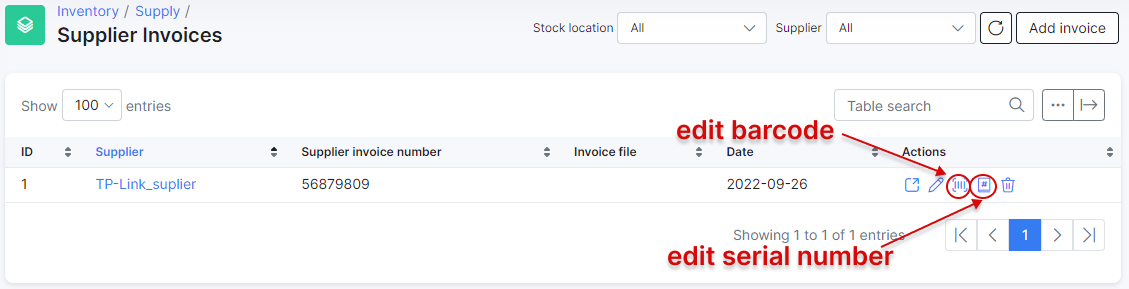 Inventory / Supply /
Supplier Invoices
Stock location All Supplier All Add invoice
Show 100 entries Table search
edit barcode
ID Supplier Supplier invoice number Invoice file Date Actions
1 TP-Link_suplier 56879809 2022-09-26 #
Showing 1 to 1 of 1 entries 1
edit serial number